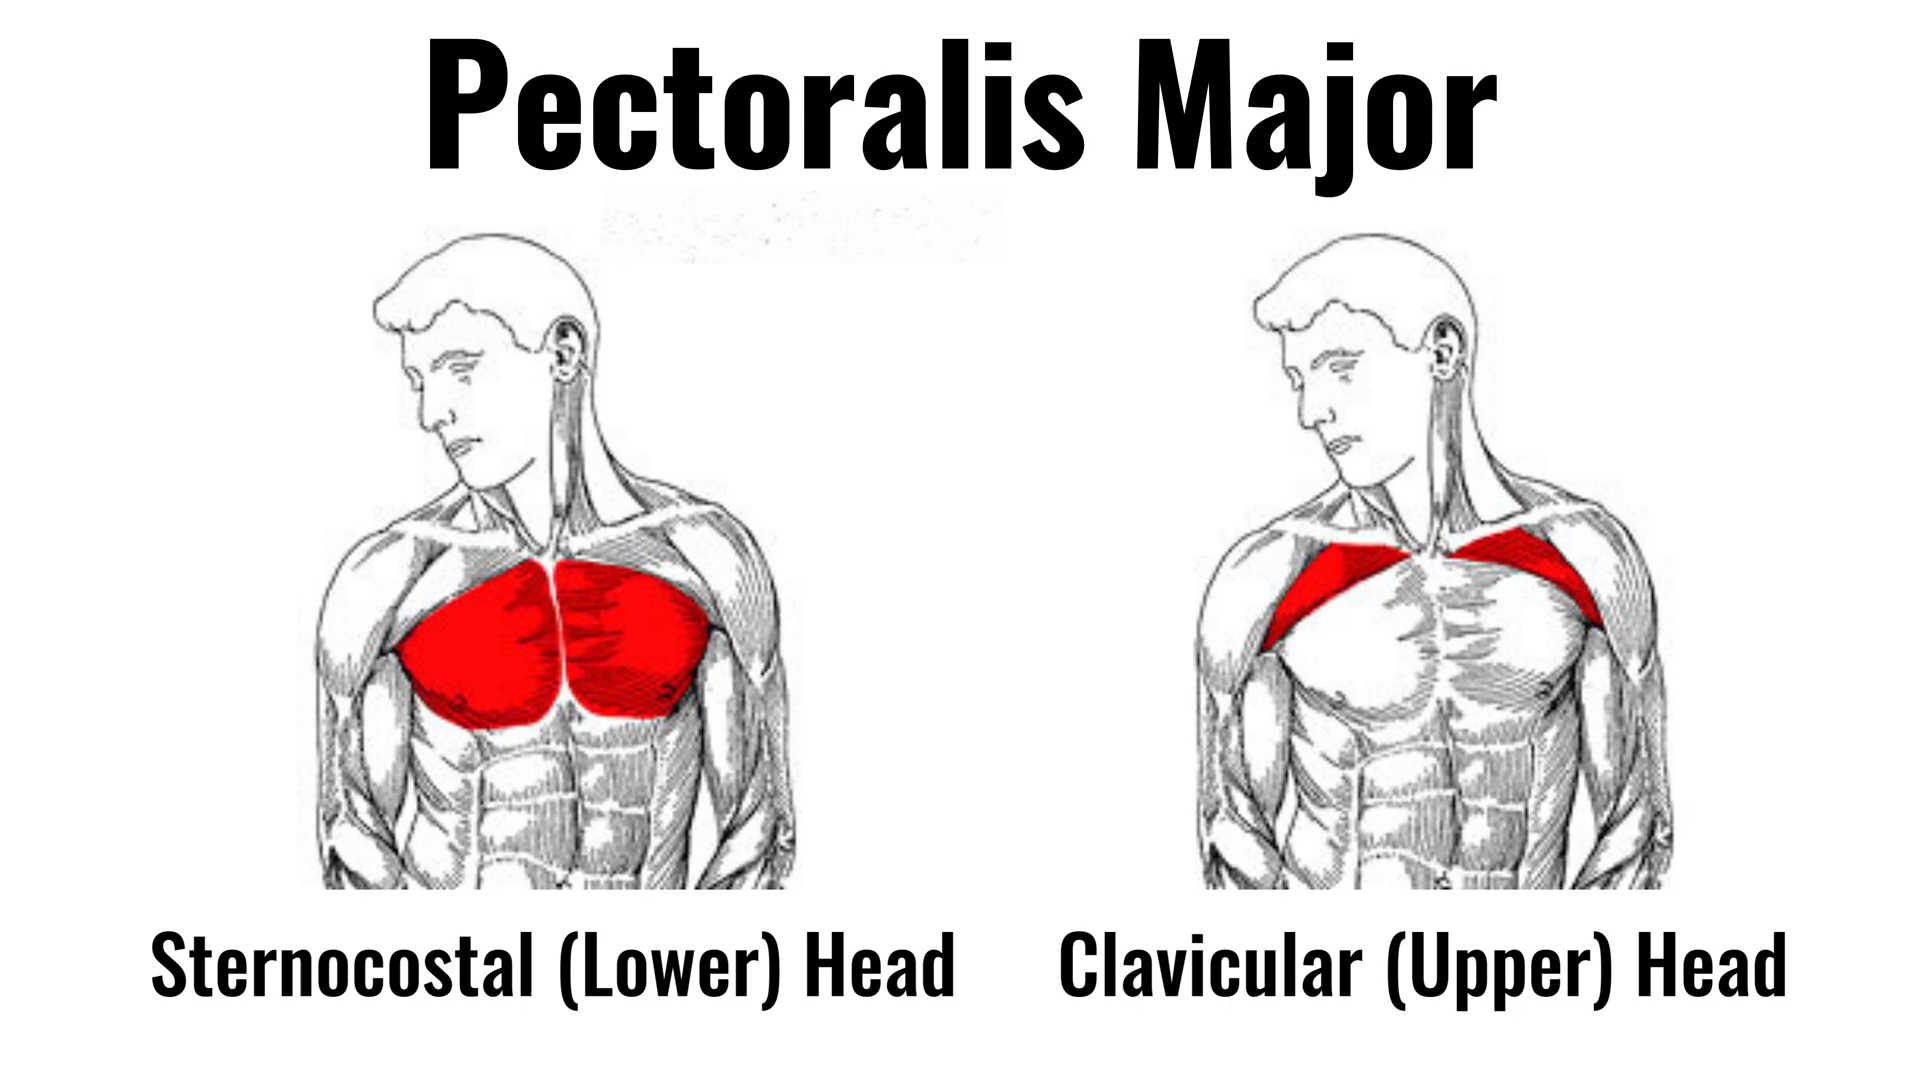 Pectoralis Major
Sternocostal (Lower) Head
Clavicular (Upper) Head